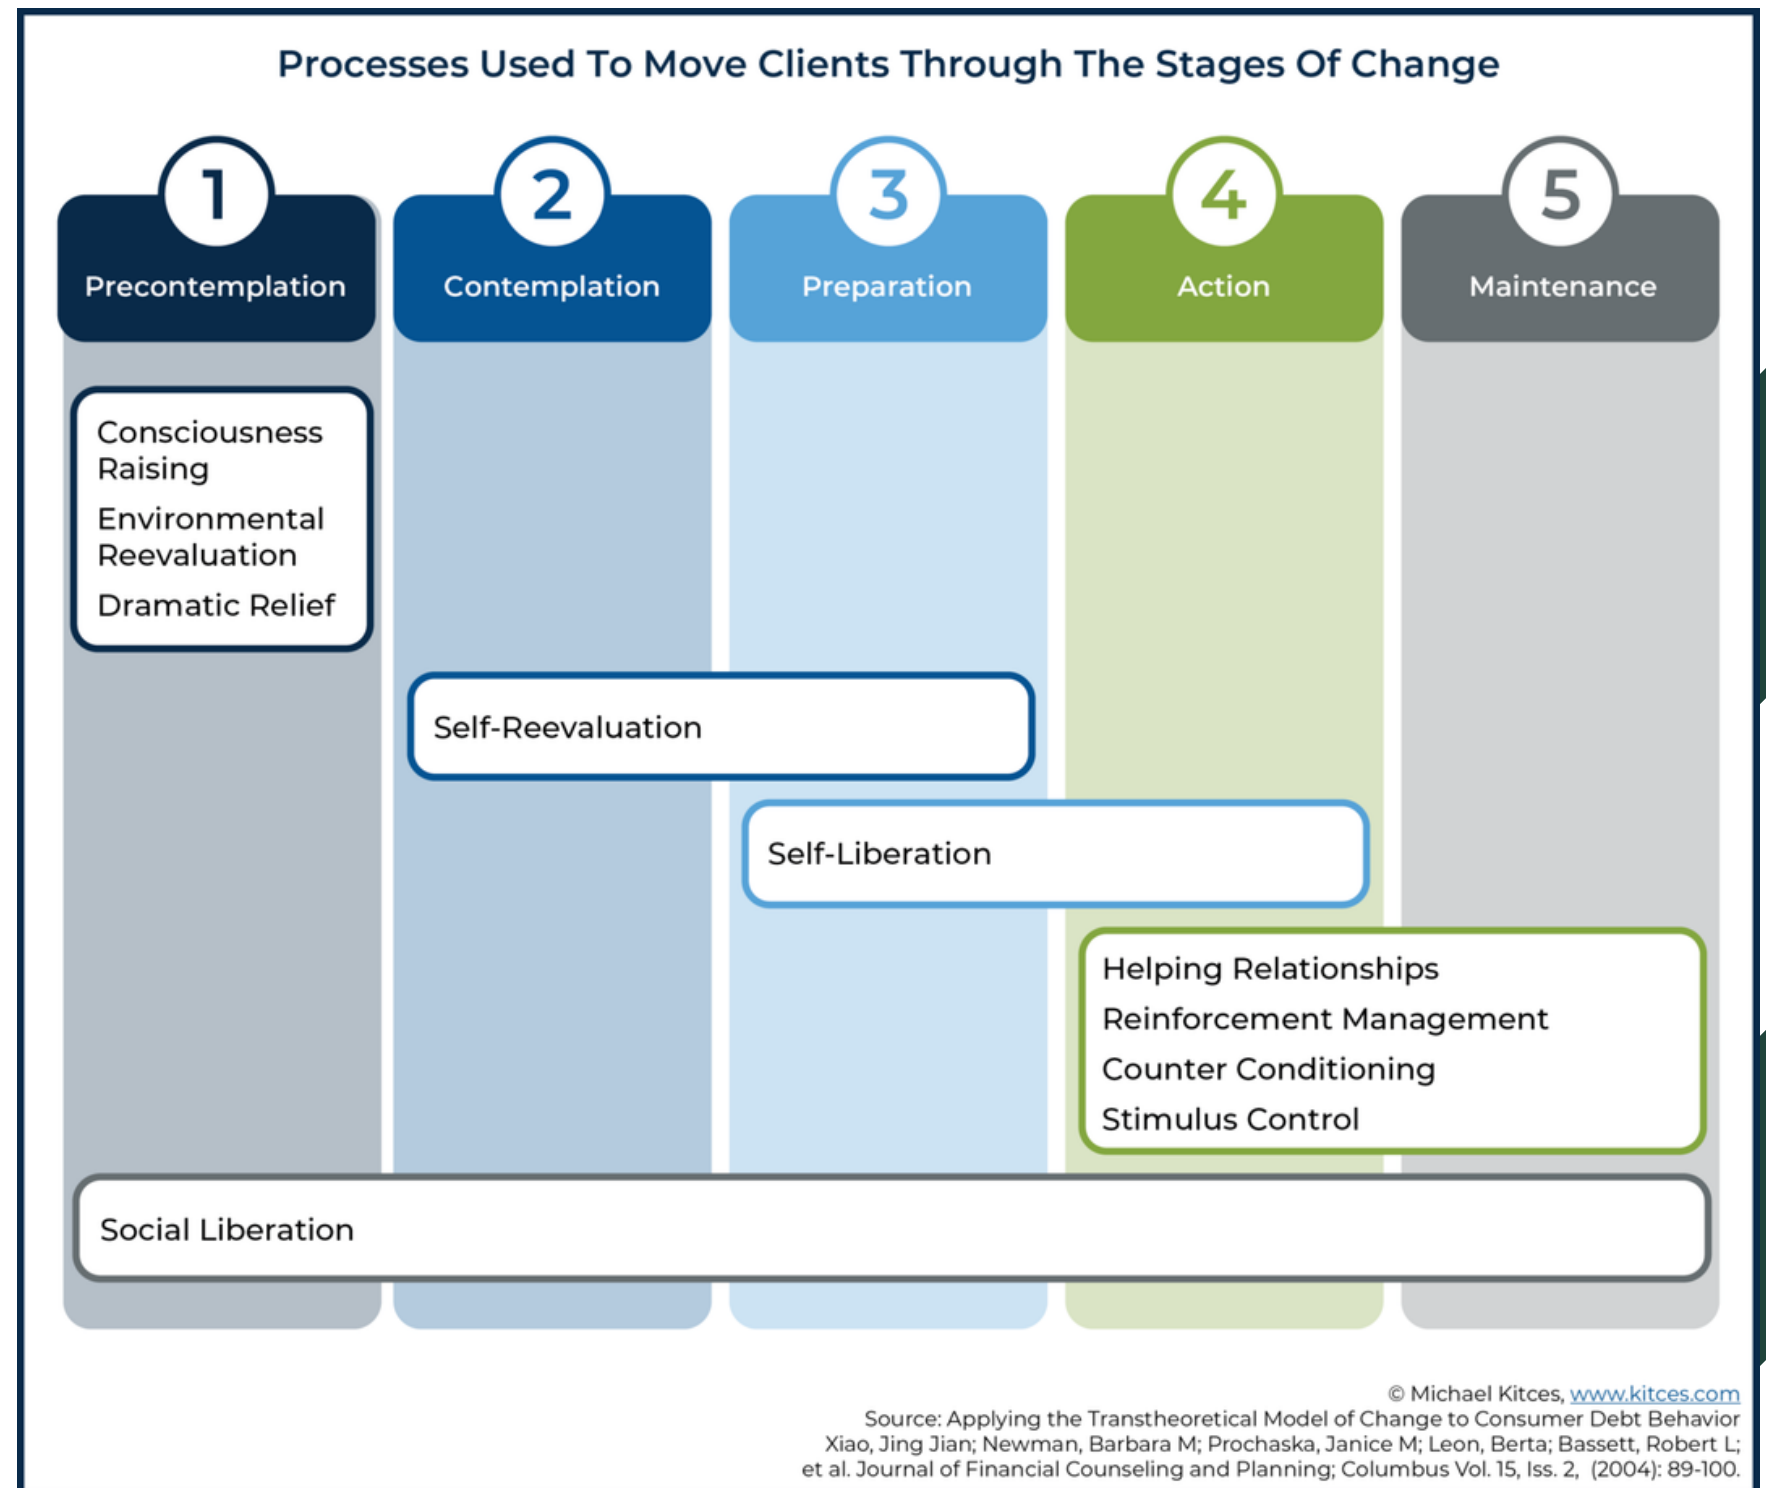 Processes Used To Move Clients Through The Stages Of Change
1
2
3
4
5
Precontemplation
Contemplation
Preparation
Action
Maintenance
Consciousness
Raising
Environmental
Reevaluation
Dramatic Relief
Self-Reevaluation
Self-Liberation
Helping Relationships
Reinforcement Management
Counter Conditioning
Stimulus Control
Social Liberation
© Michael Kitces, www.kitces.com
Source: Applying the Transtheoretical Model of Change to Consumer Debt Behavior
Xiao, Jing Jian; Newman, Barbara M; Prochaska, Janice M; Leon, Berta; Bassett, Robert L;
et al. Journal of Financial Counseling and Planning; Columbus Vol. 15, Iss. 2, (2004): 89-100.